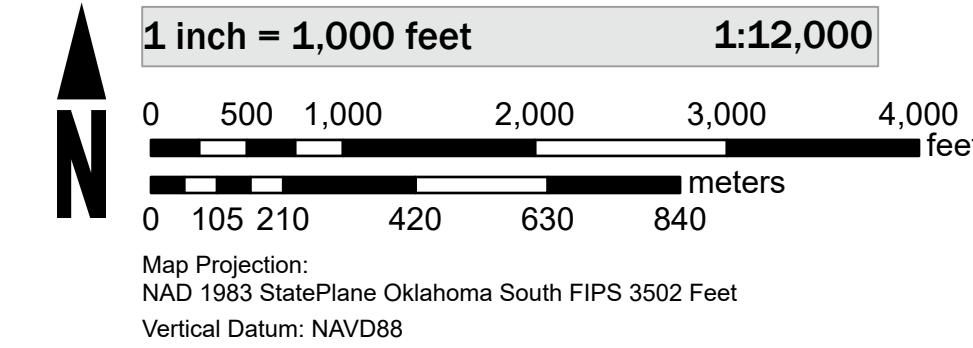 1 inch = 1,000 feet 1:12,000
0 500 1,000 2,000 3,000 4,000
feet
meters
0 105 210 420 630 840
N
Map Projection:
NAD 1983 StatePlane Oklahoma South FIPS 3502 Feet
Vertical Datum: NAVD88